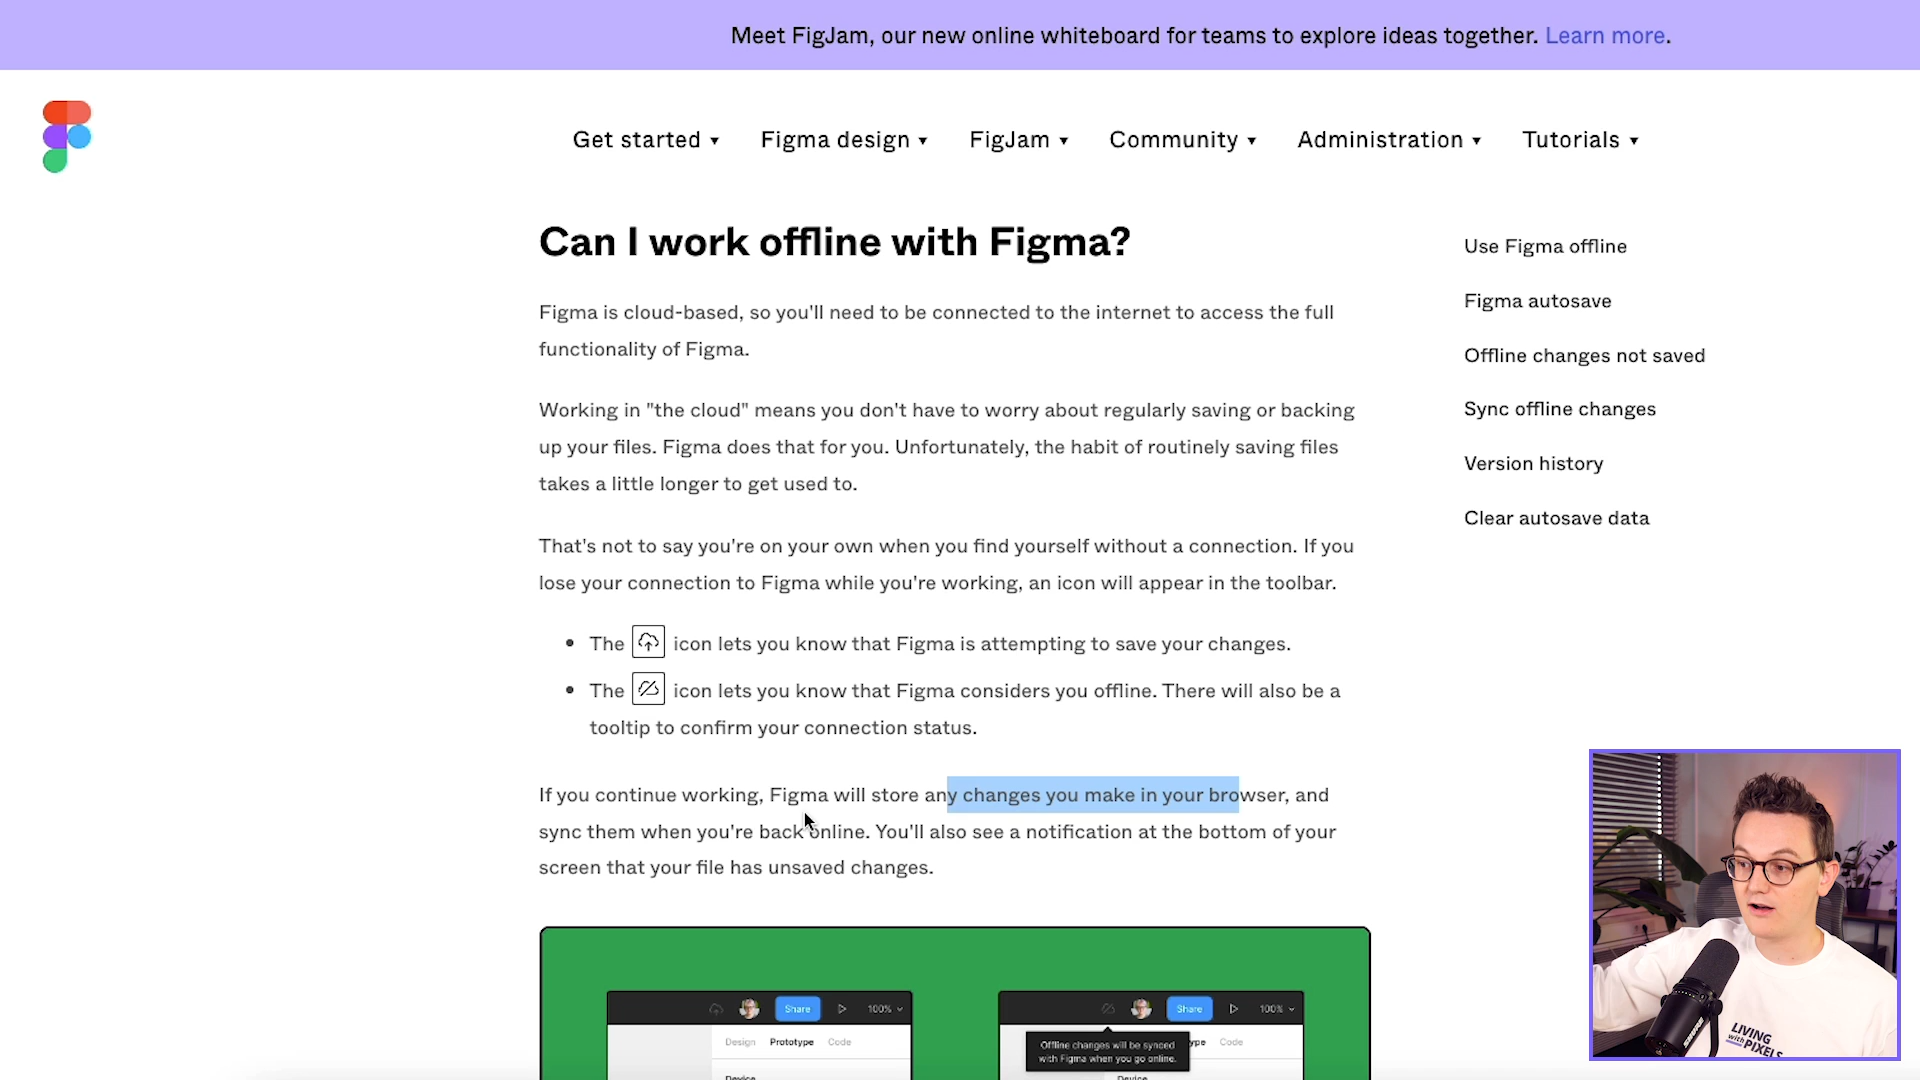 Meet FigJam, our new online whiteboard for teams to explore ideas together. Learn more.
Get started ▾ Figma design ▾ FigJam ▾ Community ▾ Administration ▾ Tutorials ▾
Can I work offline with Figma?
Figma is cloud-based, so you'll need to be connected to the internet to access the full
functionality of Figma.
Working in "the cloud" means you don't have to worry about regularly saving or backing
up your files. Figma does that for you. Unfortunately, the habit of routinely saving files
takes a little longer to get used to.
That's not to say you're on your own when you find yourself without a connection. If you
lose your connection to Figma while you're working, an icon will appear in the toolbar.
• The icon lets you know that Figma is attempting to save your changes.
• The icon lets you know that Figma considers you offline. There will also be a
tooltip to confirm your connection status.
If you continue working, Figma will store any changes you make in your browser, and
sync them when you're back online. You'll also see a notification at the bottom of your
screen that your file has unsaved changes.
Use Figma offline
Figma autosave
Offline changes not saved
Sync offline changes
Version history
Clear autosave data
Share 100%
Design Prototype Code
Device
Share 100%
Offline changes will be synced
with Figma when you go online.
ype Code
Device
LIVING
with PIXELS